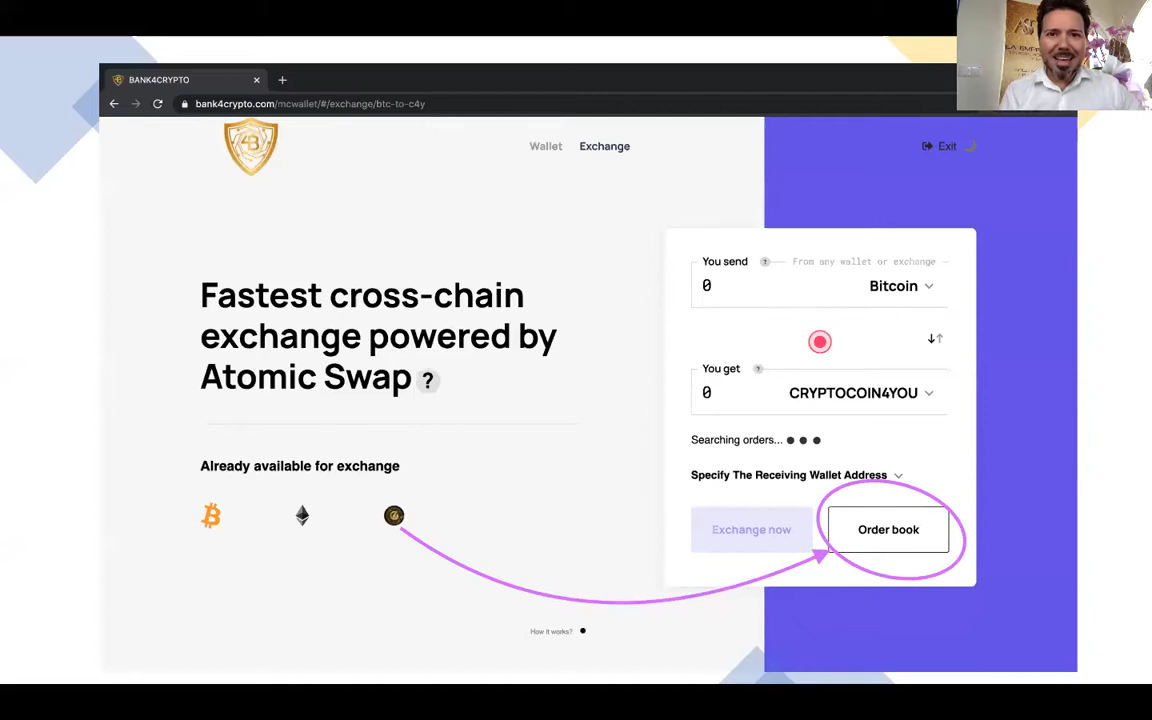 BANK4CRYPTO
bank4crypto.com/mcwallet/#/exchange/btc-to-c4y
4B
Wallet
Exchange
Exit
You send ? From any wallet or exchange
0 Bitcoin
Fastest cross-chain
exchange powered by
Atomic Swap ?
You get ?
0 CRYPTOCOIN4YOU
Searching orders...
Already available for exchange
Specify The Receiving Wallet Address
Exchange now
Order book
How it works?